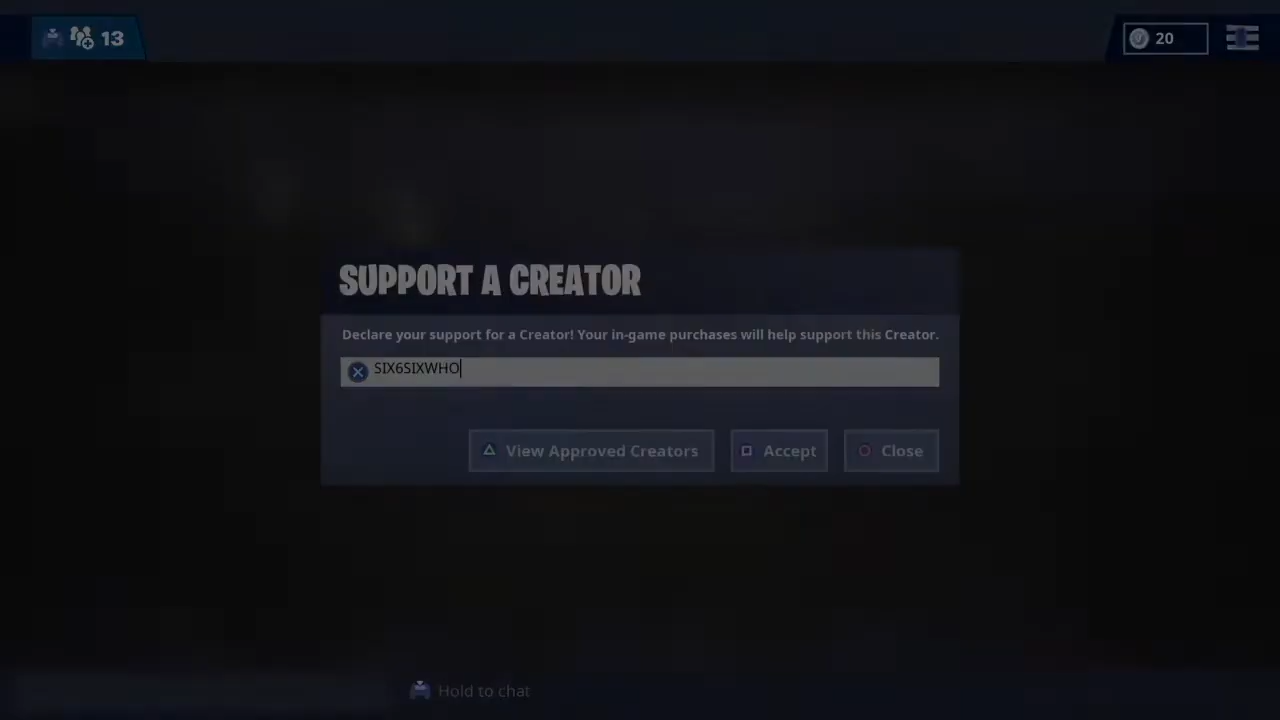 13
20
SUPPORT A CREATOR
Declare your support for a Creator! Your in-game purchases will help support this Creator.
SIX6SIXWHO
View Approved Creators
Accept
Close
Hold to chat